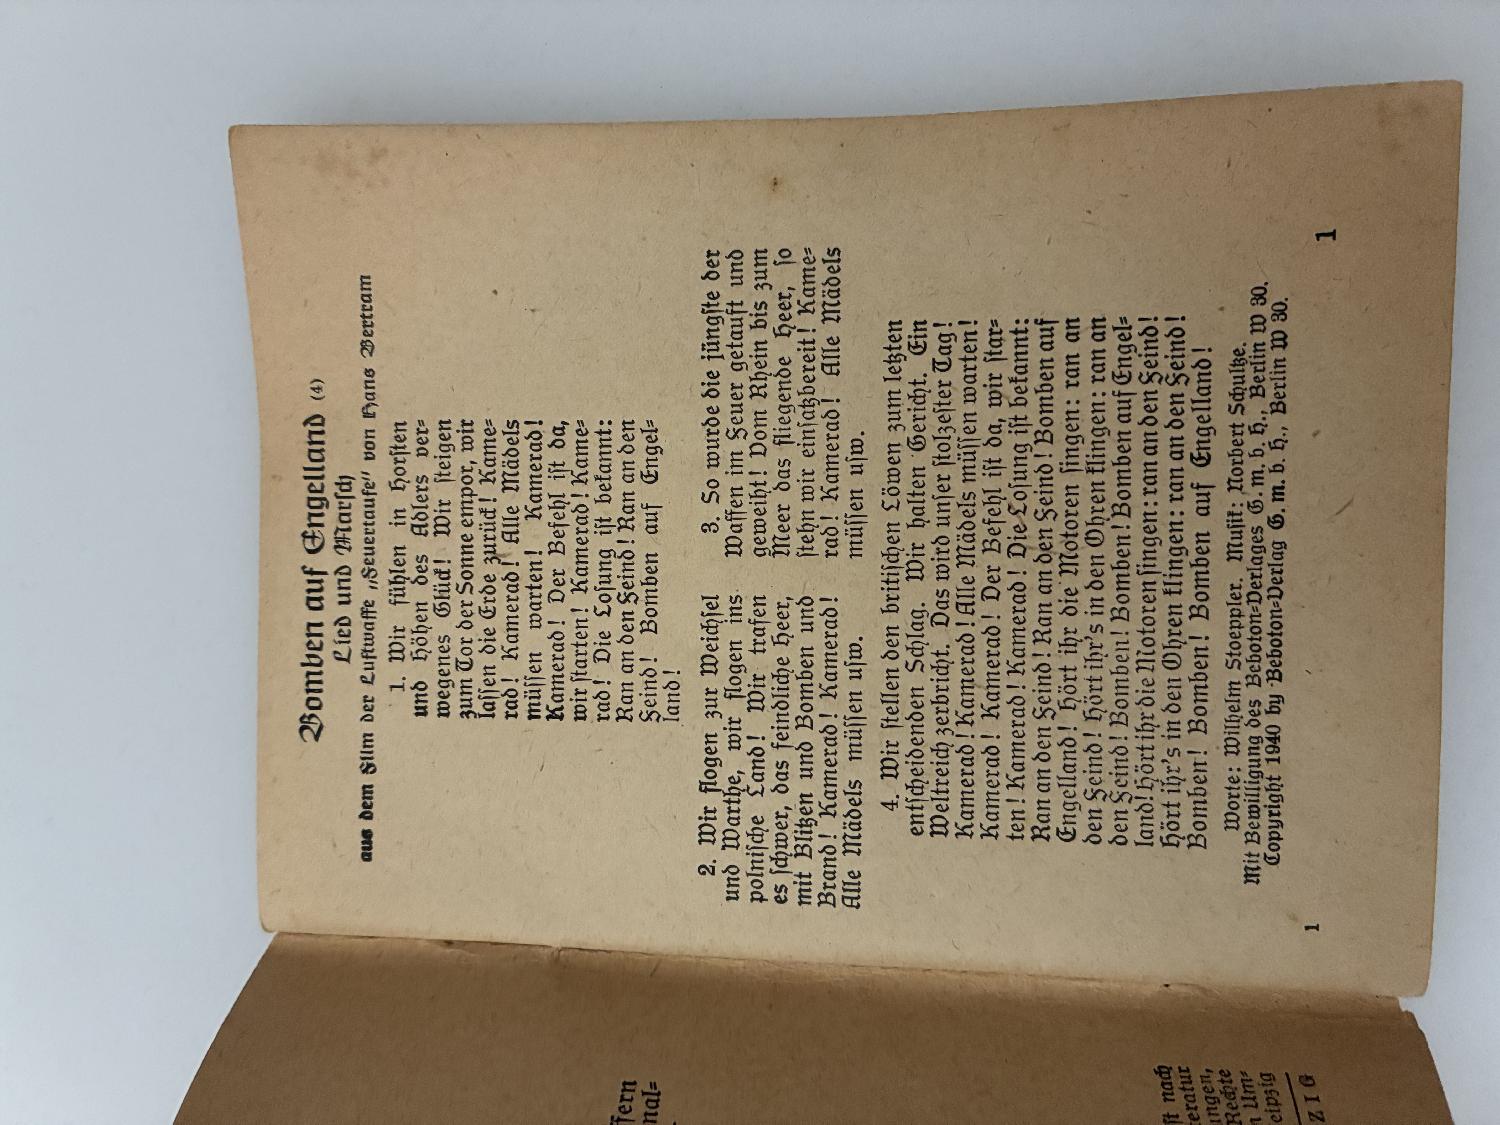 Bomben auf Engelland (4)
Lied und Marsch
aus dem Film der Luftwaffe „Feuertaufe" von Hans Bertram
1. Wir fühlen in Horsten
und Höhen des Adlers ver=
wegenes Glück! Wir steigen
zum Tor der Sonne empor, wir
lassen die Erde zurück! Kame=
rad! Kamerad! Alle Mädels
müssen warten! Kamerad!
Kamerad! Der Befehl ist da,
wir starten! Kamerad! Kame=
rad! Die Losung ist bekannt:
Ran an den Feind! Ran an den
Feind! Bomben auf Engel=
land!
2. Wir flogen zur Weichsel
und Warthe, wir flogen ins
polnische Land! Wir trafen
es schwer, das feindliche Heer,
mit Blitzen und Bomben und
Brand! Kamerad! Kamerad!
Alle Mädels müssen usw.
3. So wurde die jüngste der
Waffen im Feuer getauft und
geweiht! Vom Rhein bis zum
Meer das fliegende Heer, so
stehn wir einsatzbereit! Kame=
rad! Kamerad! Alle Mädels
müssen usw.
4. Wir stellen den britischen Löwen zum letzten
entscheidenden Schlag. Wir halten Gericht. Ein
Weltreich zerbricht. Das wird unser stolzester Tag!
Kamerad! Kamerad! Alle Mädels müssen warten!
Kamerad! Kamerad! Der Befehl ist da, wir star=
ten! Kamerad! Kamerad! Die Losung ist bekannt:
Ran an den Feind! Ran an den Feind! Bomben auf
Engelland! Hört ihr die Motoren singen: ran an
den Feind! Hört ihr's in den Ohren klingen: ran an
den Feind! Bomben! Bomben! Bomben auf Engel=
land! Hört ihr die Motoren singen: ran an den Feind!
Hört ihr's in den Ohren klingen: ran an den Feind!
Bomben! Bomben! Bomben auf Engelland!
Worte: Wilhelm Stoeppler. Musik: Norbert Schultze.
Mit Bewilligung des Beboton=Verlages G. m. b. H., Berlin W 30.
Copyright 1940 by Beboton=Verlag G. m. b. H., Berlin W 30.
1
1
ffern
nal=
ft nach
eratur
ungen,
Rechte
n Um=
eipzig
ZIG